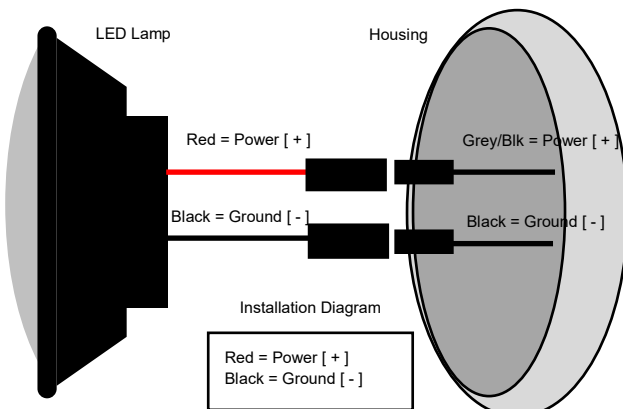 LED Lamp
Housing
Red = Power [ + ]
Grey/Blk = Power [ + ]
Black = Ground [ - ]
Black = Ground [ - ]
Installation Diagram
Red = Power [ + ]
Black = Ground [ - ]